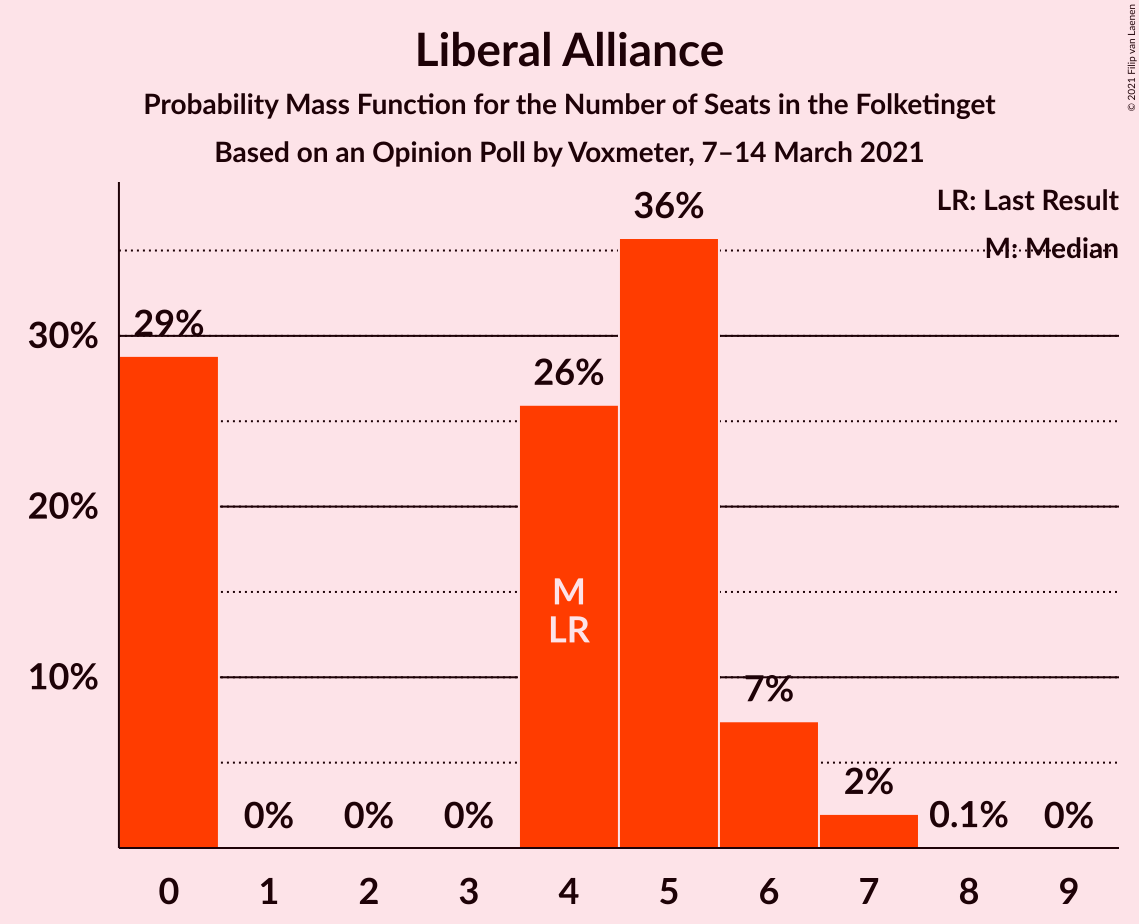 Liberal Alliance
Probability Mass Function for the Number of Seats in the Folketinget
Based on an Opinion Poll by Voxmeter, 7–14 March 2021
© 2021 Filip van Laenen
LR: Last Result
M: Median
36%
29%
26%
7%
2%
0%
0%
0%
0.1%
0%
M
LR
30%
20%
10%
0
1
2
3
4
5
6
7
8
9